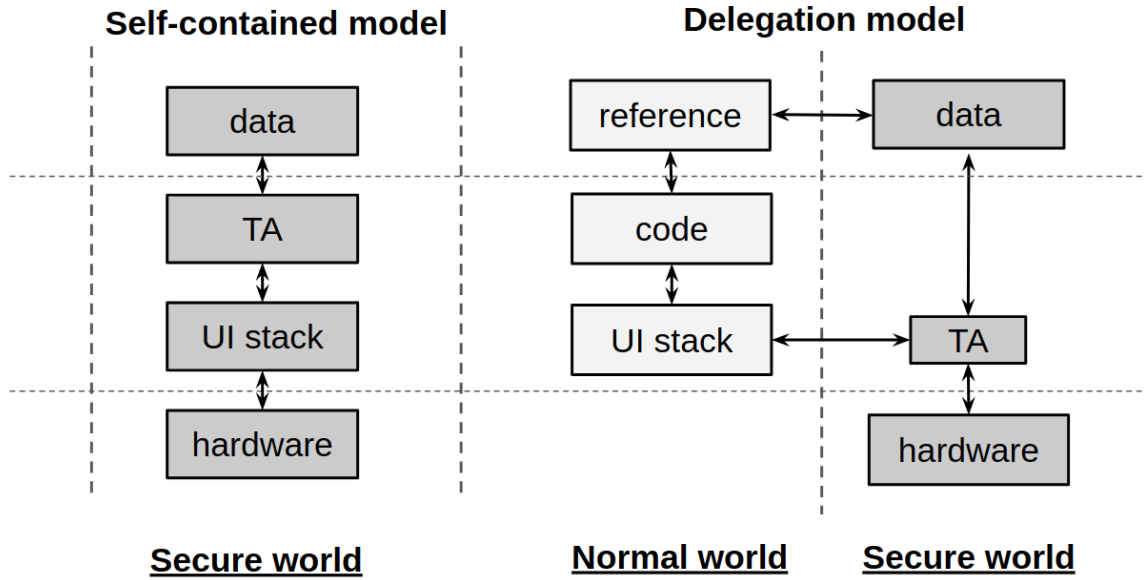 Self-contained model
Delegation model
data
TA
UI stack
hardware
reference
code
UI stack
data
TA
hardware
Secure world
Normal world
Secure world